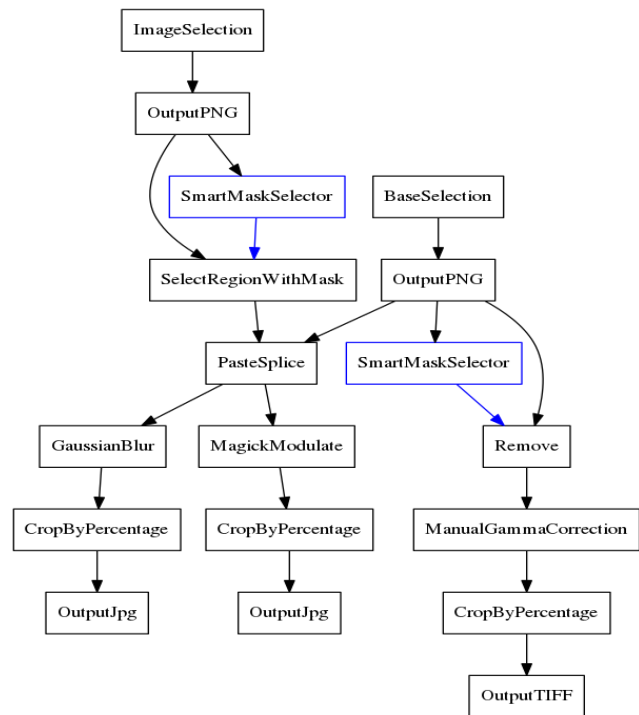 ImageSelection
OutputPNG
SmartMaskSelector
BaseSelection
SelectRegionWithMask
OutputPNG
PasteSplice
SmartMaskSelector
GaussianBlur
MagickModulate
Remove
CropByPercentage
CropByPercentage
ManualGammaCorrection
OutputJpg
OutputJpg
CropByPercentage
OutputTIFF